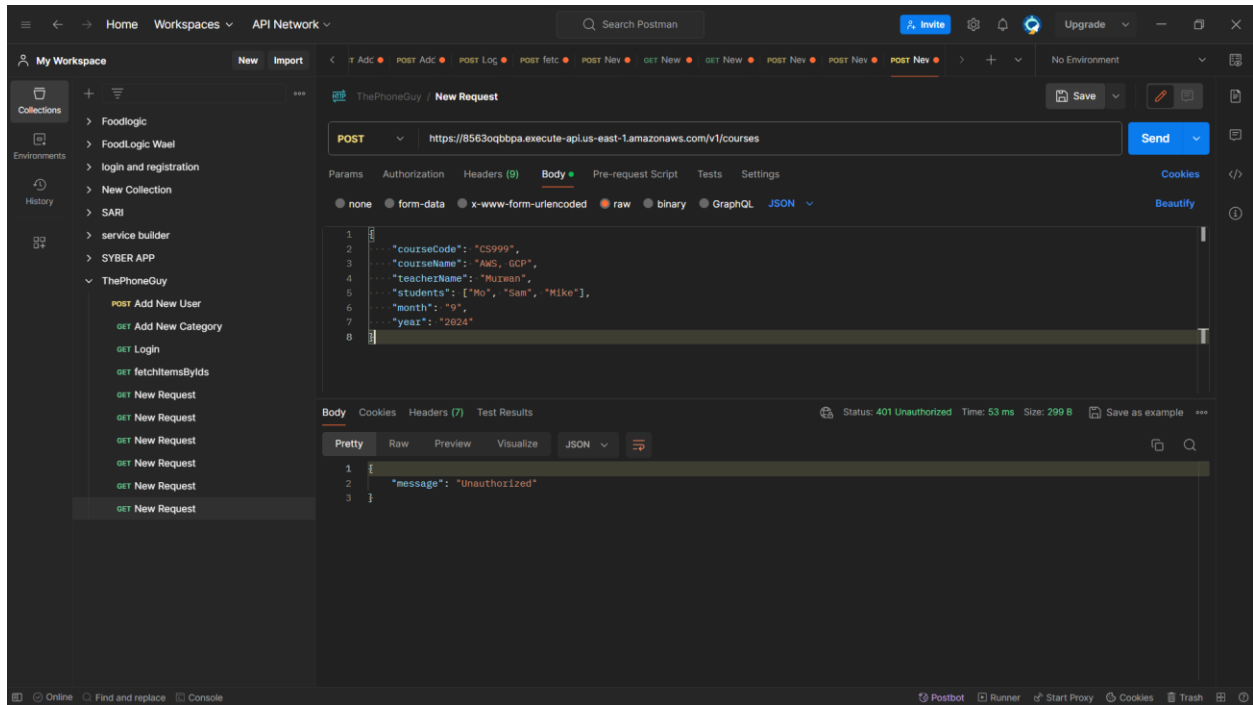 Home Workspaces API Network Search Postman Invite Upgrade
My Workspace New Import
T Adc POST Adc POST Log POST fetc POST Nev GET New GET New POST Nev POST Nev POST Nev No Environment
Collections
Environments
History
Foodlogic
FoodLogic Wael
login and registration
New Collection
SARI
service builder
SYBER APP
ThePhoneGuy
POST Add New User
GET Add New Category
GET Login
GET fetchItemsByIds
GET New Request
GET New Request
GET New Request
GET New Request
GET New Request
GET New Request
HTTP ThePhoneGuy / New Request Save
POST https://8563oqbbpa.execute-api.us-east-1.amazonaws.com/v1/courses Send
Params Authorization Headers (9) Body Pre-request Script Tests Settings Cookies
none form-data x-www-form-urlencoded raw binary GraphQL JSON Beautify
1 {
2 "courseCode": "CS999",
3 "courseName": "AWS, GCP",
4 "teacherName": "Murwan",
5 "students": ["Mo", "Sam", "Mike"],
6 "month": "9",
7 "year": "2024"
8 }
Body Cookies Headers (7) Test Results Status: 401 Unauthorized Time: 53 ms Size: 299 B Save as example
Pretty Raw Preview Visualize JSON
1 {
2 "message": "Unauthorized"
3 }
Online Find and replace Console Postbot Runner Start Proxy Cookies Trash